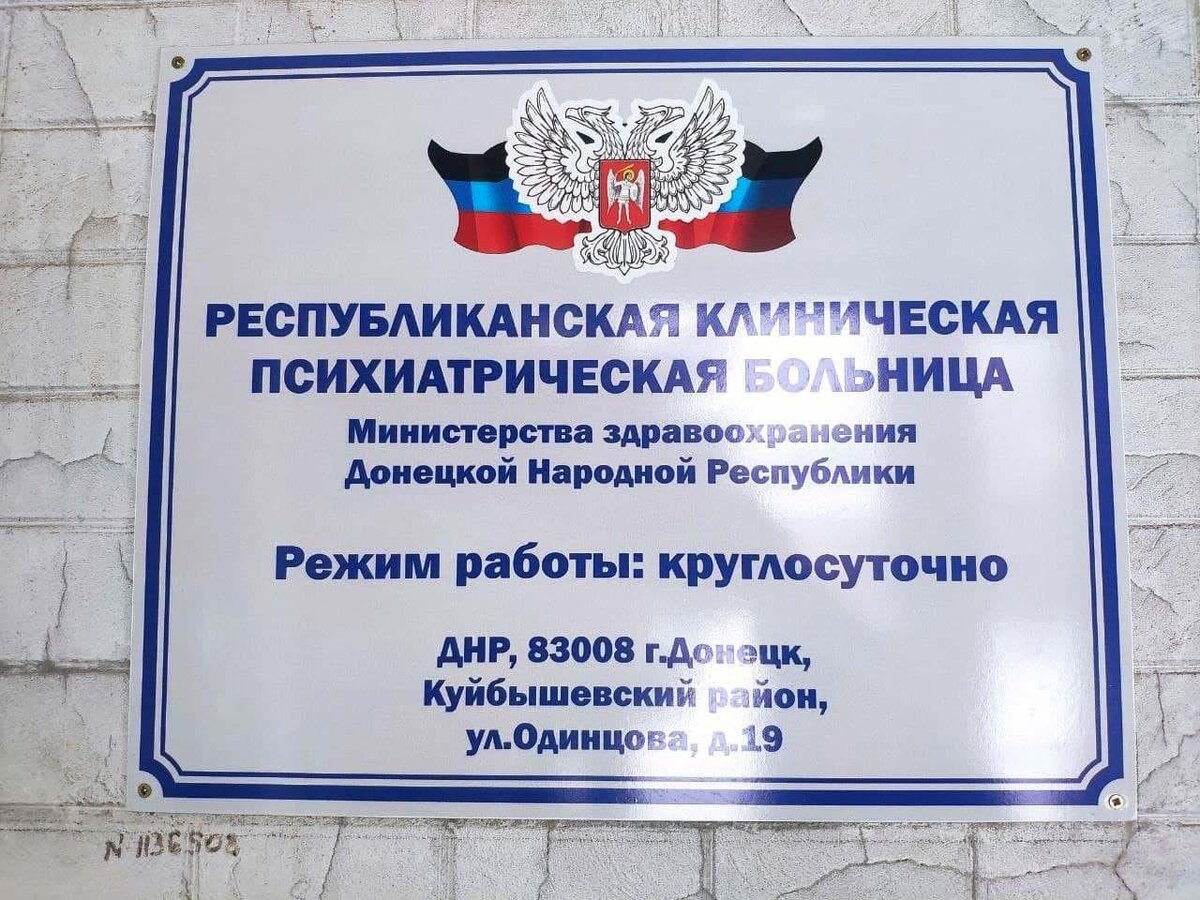 РЕСПУБЛИКАНСКАЯ КЛИНИЧЕСКАЯ
ПСИХИАТРИЧЕСКАЯ БОЛЬНИЦА
Министерства здравоохранения
Донецкой Народной Республики
Режим работы: круглосуточно
ДНР, 83008 г.Донецк,
Куйбышевский район,
ул.Одинцова, д.19
N 1136508